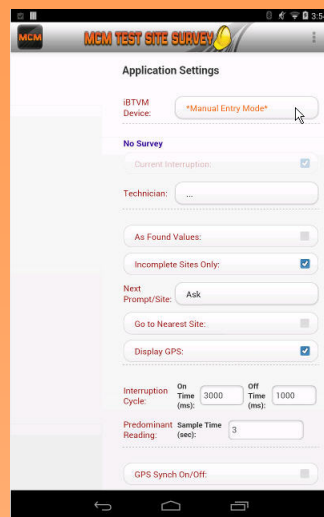 3:54
MCM
MCM TEST SITE SURVEY
Application Settings
iBTVM Device:
*Manual Entry Mode*
No Survey
Current Interruption:
Technician:
...
As Found Values:
Incomplete Sites Only:
Next Prompt/Site:
Ask
Go to Nearest Site:
Display GPS:
Interruption Cycle:
On Time (ms):
3000
Off Time (ms):
1000
Predominant Reading:
Sample Time (sec):
3
GPS Synch On/Off: